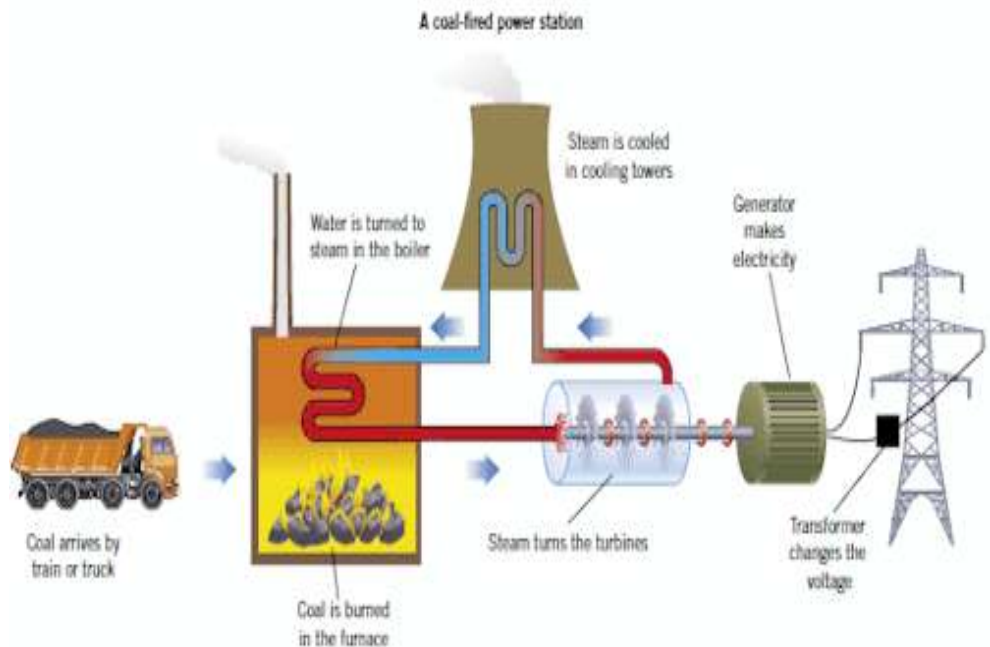 A coal-fired power station
Steam is cooled
in cooling towers
Water is turned to
steam in the boiler
Generator
makes
electricity
Coal arrives by
train or truck
Steam turns the turbines
Transformer
changes the
voltage
Coal is burned
in the furnace